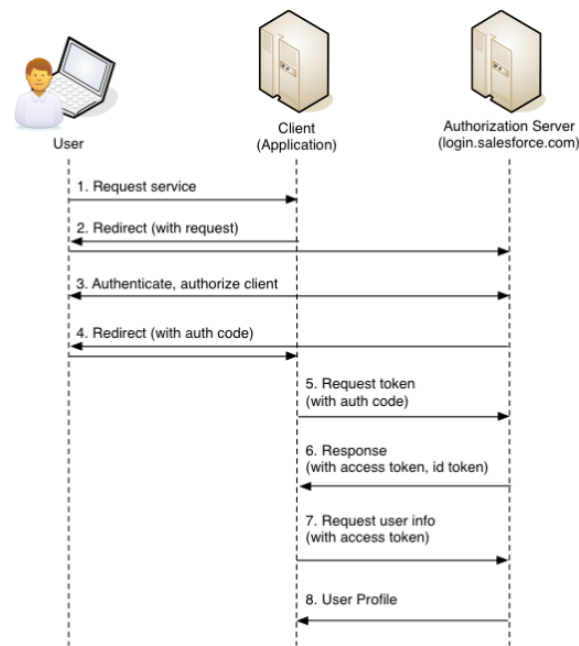 User
Client
(Application)
Authorization Server
(login.salesforce.com)
1. Request service
2. Redirect (with request)
3. Authenticate, authorize client
4. Redirect (with auth code)
5. Request token
(with auth code)
6. Response
(with access token, id token)
7. Request user info
(with access token)
8. User Profile